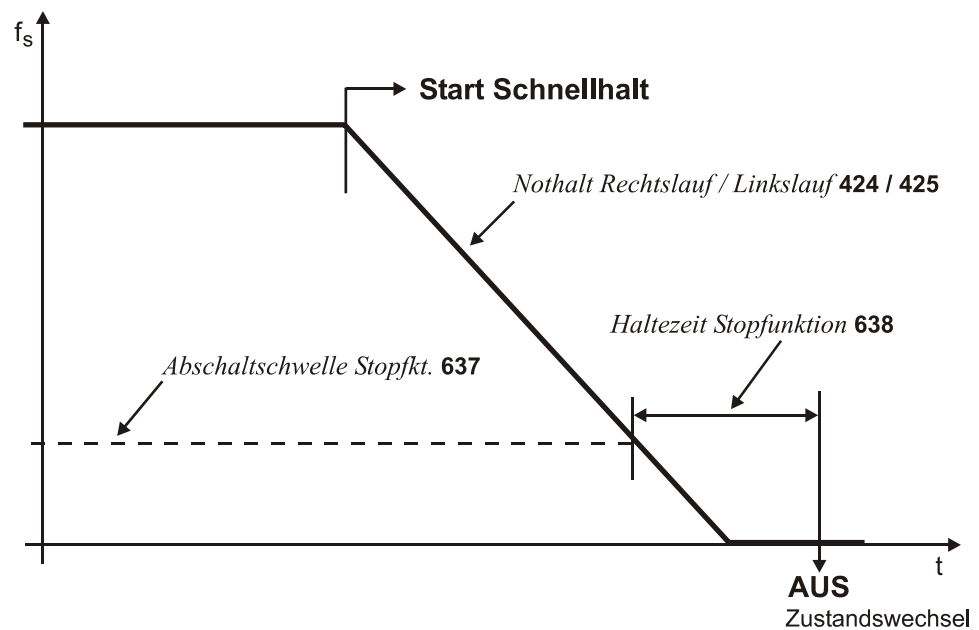 fs
Start Schnellhalt
Nothalt Rechtslauf / Linkslauf 424 / 425
Haltezeit Stopfunktion 638
Abschaltschwelle Stopfkt. 637
t
AUS
Zustandswechsel